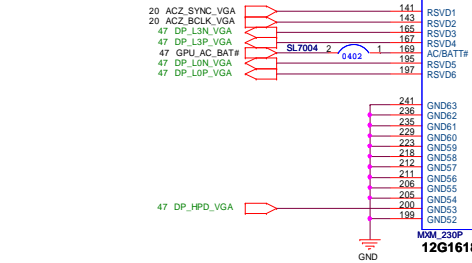 20 ACZ_SYNC_VGA 141 RSVD1
20 ACZ_BCLK_VGA 143 RSVD2
47 DP_L3N_VGA 165 RSVD3
47 DP_L3P_VGA 167 RSVD4
47 GPU_AC_BAT# SL7004 2 1 169 AC/BATT#
0402
47 DP_L0N_VGA 195 RSVD5
47 DP_L0P_VGA 197 RSVD6
241 GND63
236 GND62
235 GND61
229 GND60
223 GND59
218 GND58
212 GND57
211 GND56
206 GND55
205 GND54
47 DP_HPD_VGA 200 GND53
199 GND52
MXM_230P
12G1618
GND